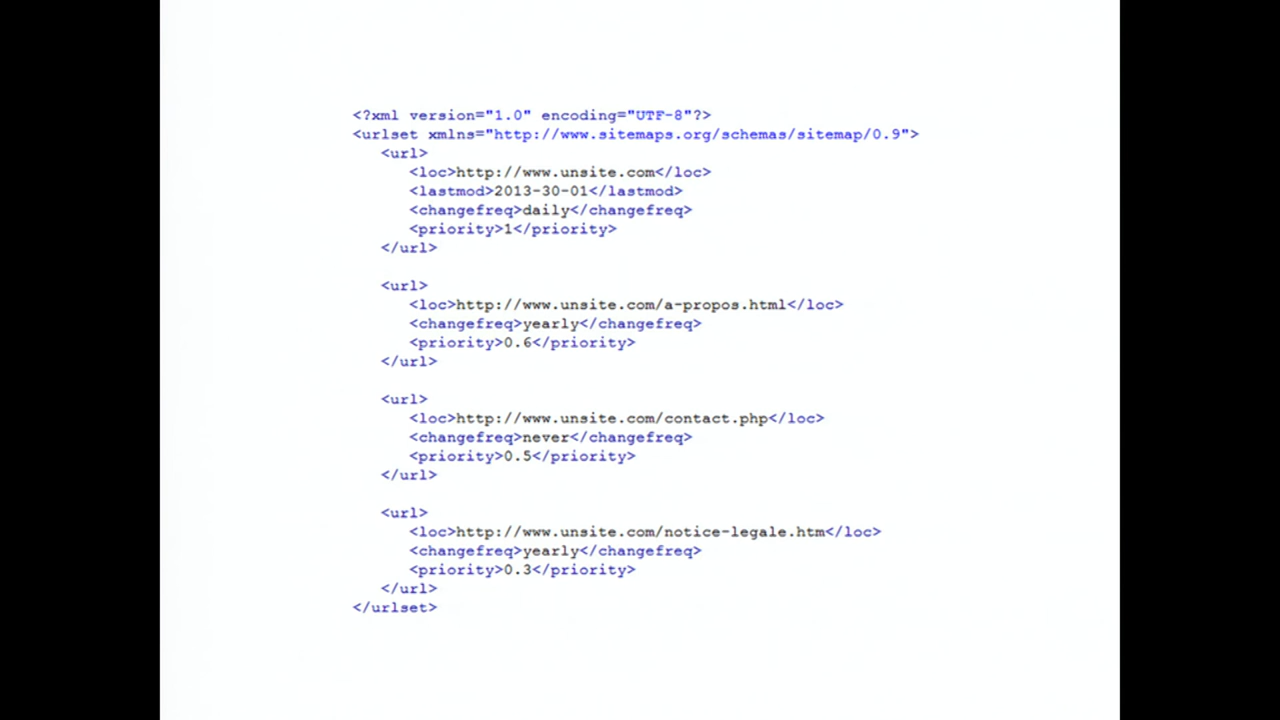 <?xml version="1.0" encoding="UTF-8"?>
<urlset xmlns="http://www.sitemaps.org/schemas/sitemap/0.9">
<url>
<loc>http://www.unsite.com</loc>
<lastmod>2013-30-01</lastmod>
<changefreq>daily</changefreq>
<priority>1</priority>
</url>
<url>
<loc>http://www.unsite.com/a-propos.html</loc>
<changefreq>yearly</changefreq>
<priority>0.6</priority>
</url>
<url>
<loc>http://www.unsite.com/contact.php</loc>
<changefreq>never</changefreq>
<priority>0.5</priority>
</url>
<url>
<loc>http://www.unsite.com/notice-legale.htm</loc>
<changefreq>yearly</changefreq>
<priority>0.3</priority>
</url>
</urlset>